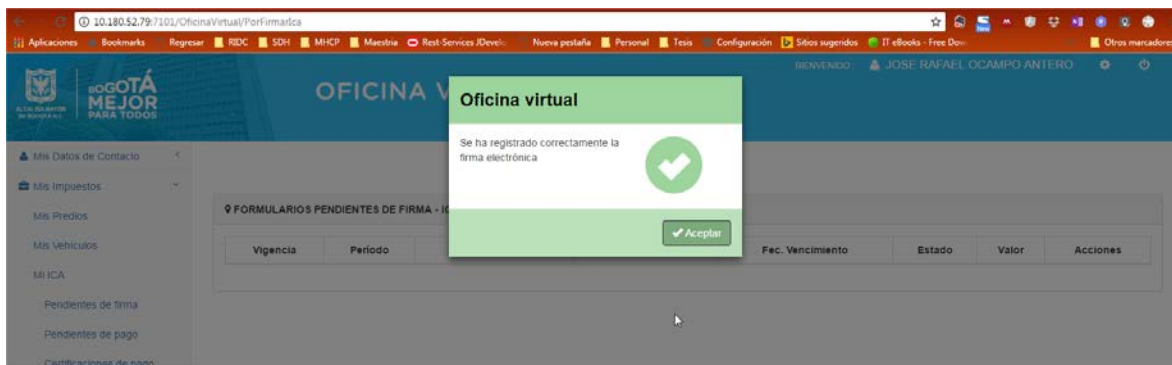 10.180.52.79:7101/OficinaVirtual/PorFirmarIca
Aplicaciones Bookmarks Regresar RIDC SDH MHCP Maestria Rest-Services JDevelo Nueva pestaña Personal Tesis Configuración Sitios sugeridos IT eBooks - Free Dow Otros marcadores
BOGOTÁ
MEJOR
PARA TODOS
OFICINA V
BIENVENIDO: JOSE RAFAEL OCAMPO ANTERO
Oficina virtual
Se ha registrado correctamente la
firma electrónica
Aceptar
Mis Datos de Contacto
Mis Impuestos
Mis Predios
Mis Vehiculos
Mi ICA
Pendientes de firma
Pendientes de pago
Certificaciones de pago
FORMULARIOS PENDIENTES DE FIRMA - IC
Vigencia Periodo Fec. Vencimiento Estado Valor Acciones